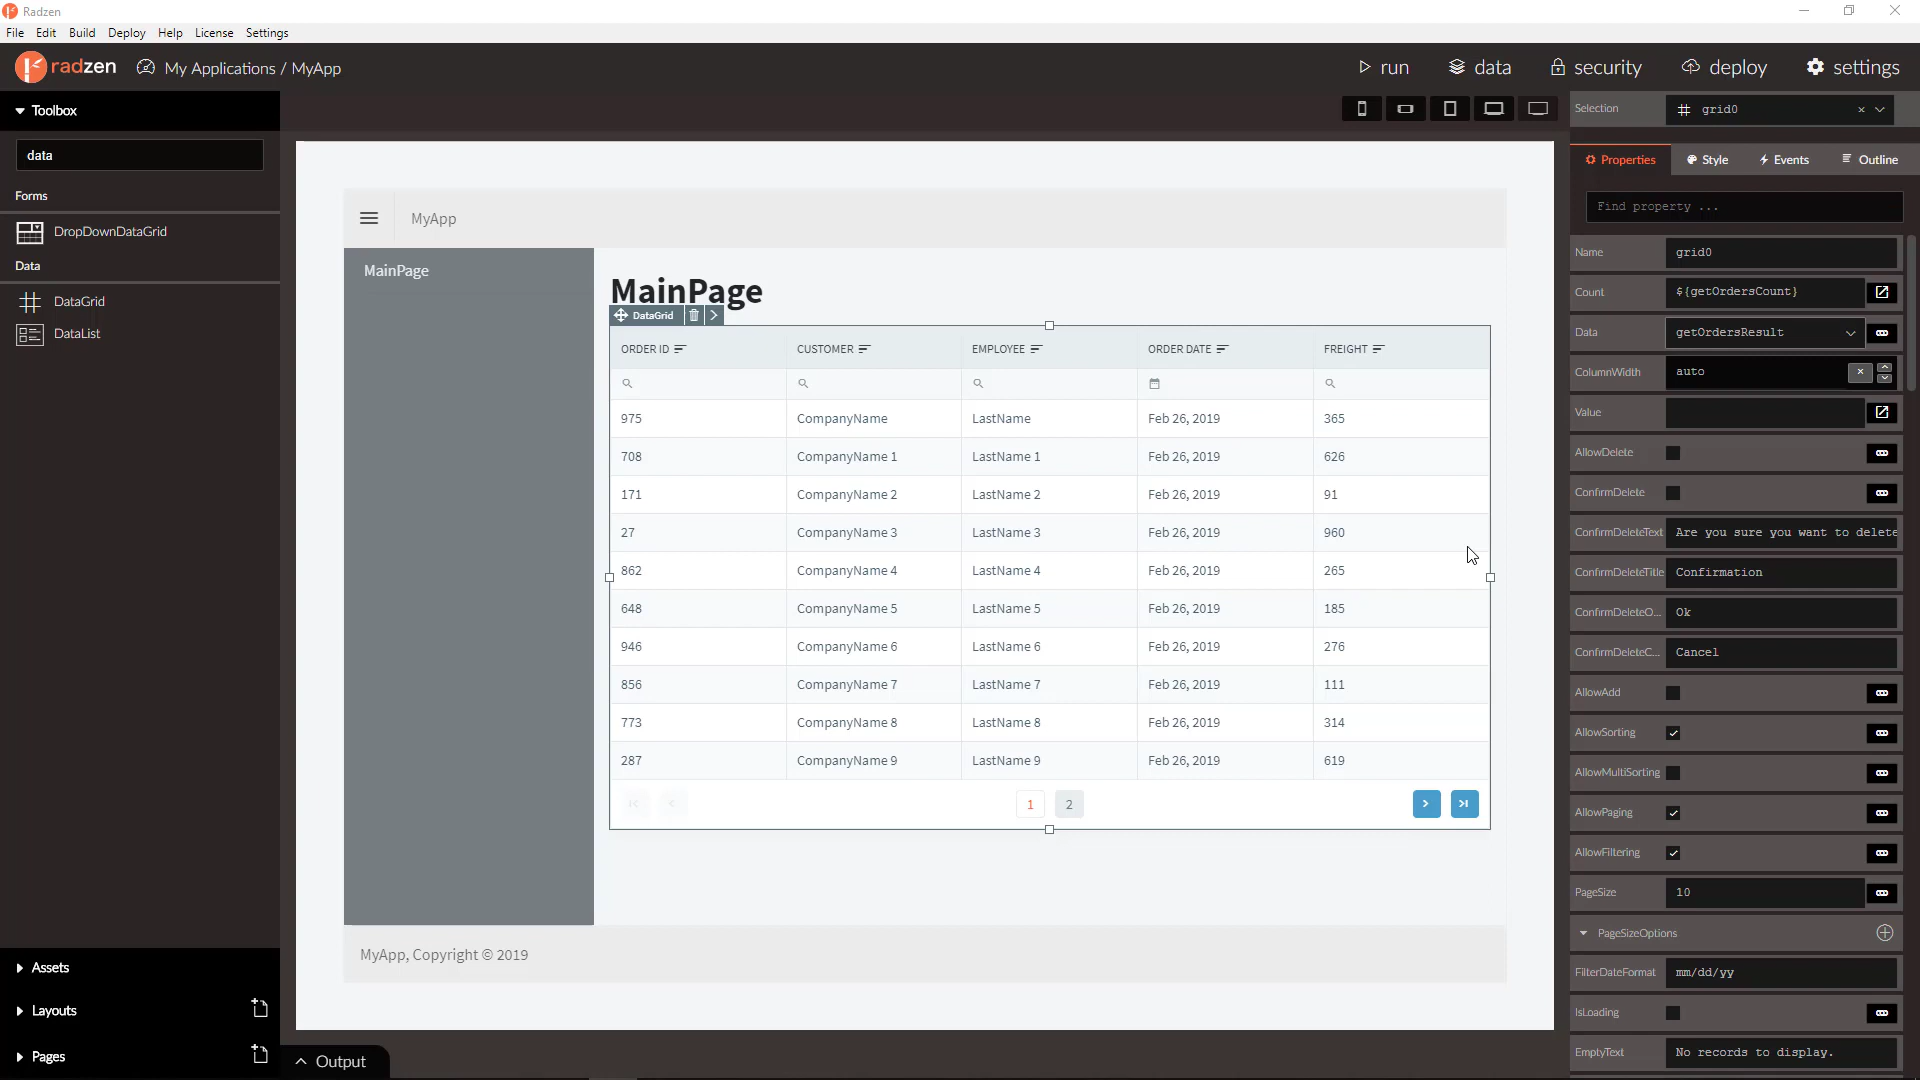 Radzen
File Edit Build Deploy Help License Settings
radzen My Applications / MyApp run data security deploy settings
Toolbox
data
Forms
DropDownDataGrid
Data
DataGrid
DataList
Assets
Layouts
Pages
MyApp
MainPage
MainPage
DataGrid
ORDER ID CUSTOMER EMPLOYEE ORDER DATE FREIGHT
975 CompanyName LastName Feb 26, 2019 365
708 CompanyName 1 LastName 1 Feb 26, 2019 626
171 CompanyName 2 LastName 2 Feb 26, 2019 91
27 CompanyName 3 LastName 3 Feb 26, 2019 960
862 CompanyName 4 LastName 4 Feb 26, 2019 265
648 CompanyName 5 LastName 5 Feb 26, 2019 185
946 CompanyName 6 LastName 6 Feb 26, 2019 276
856 CompanyName 7 LastName 7 Feb 26, 2019 111
773 CompanyName 8 LastName 8 Feb 26, 2019 314
287 CompanyName 9 LastName 9 Feb 26, 2019 619
1 2
MyApp, Copyright © 2019
Output
Selection grid0
Properties Style Events Outline
Find property ...
Name grid0
Count ${getOrdersCount}
Data getOrdersResult
ColumnWidth auto
Value
AllowDelete
ConfirmDelete
ConfirmDeleteText Are you sure you want to delete
ConfirmDeleteTitle Confirmation
ConfirmDeleteO... Ok
ConfirmDeleteC... Cancel
AllowAdd
AllowSorting
AllowMultiSorting
AllowPaging
AllowFiltering
PageSize 10
PageSizeOptions
FilterDateFormat mm/dd/yy
IsLoading
EmptyText No records to display.